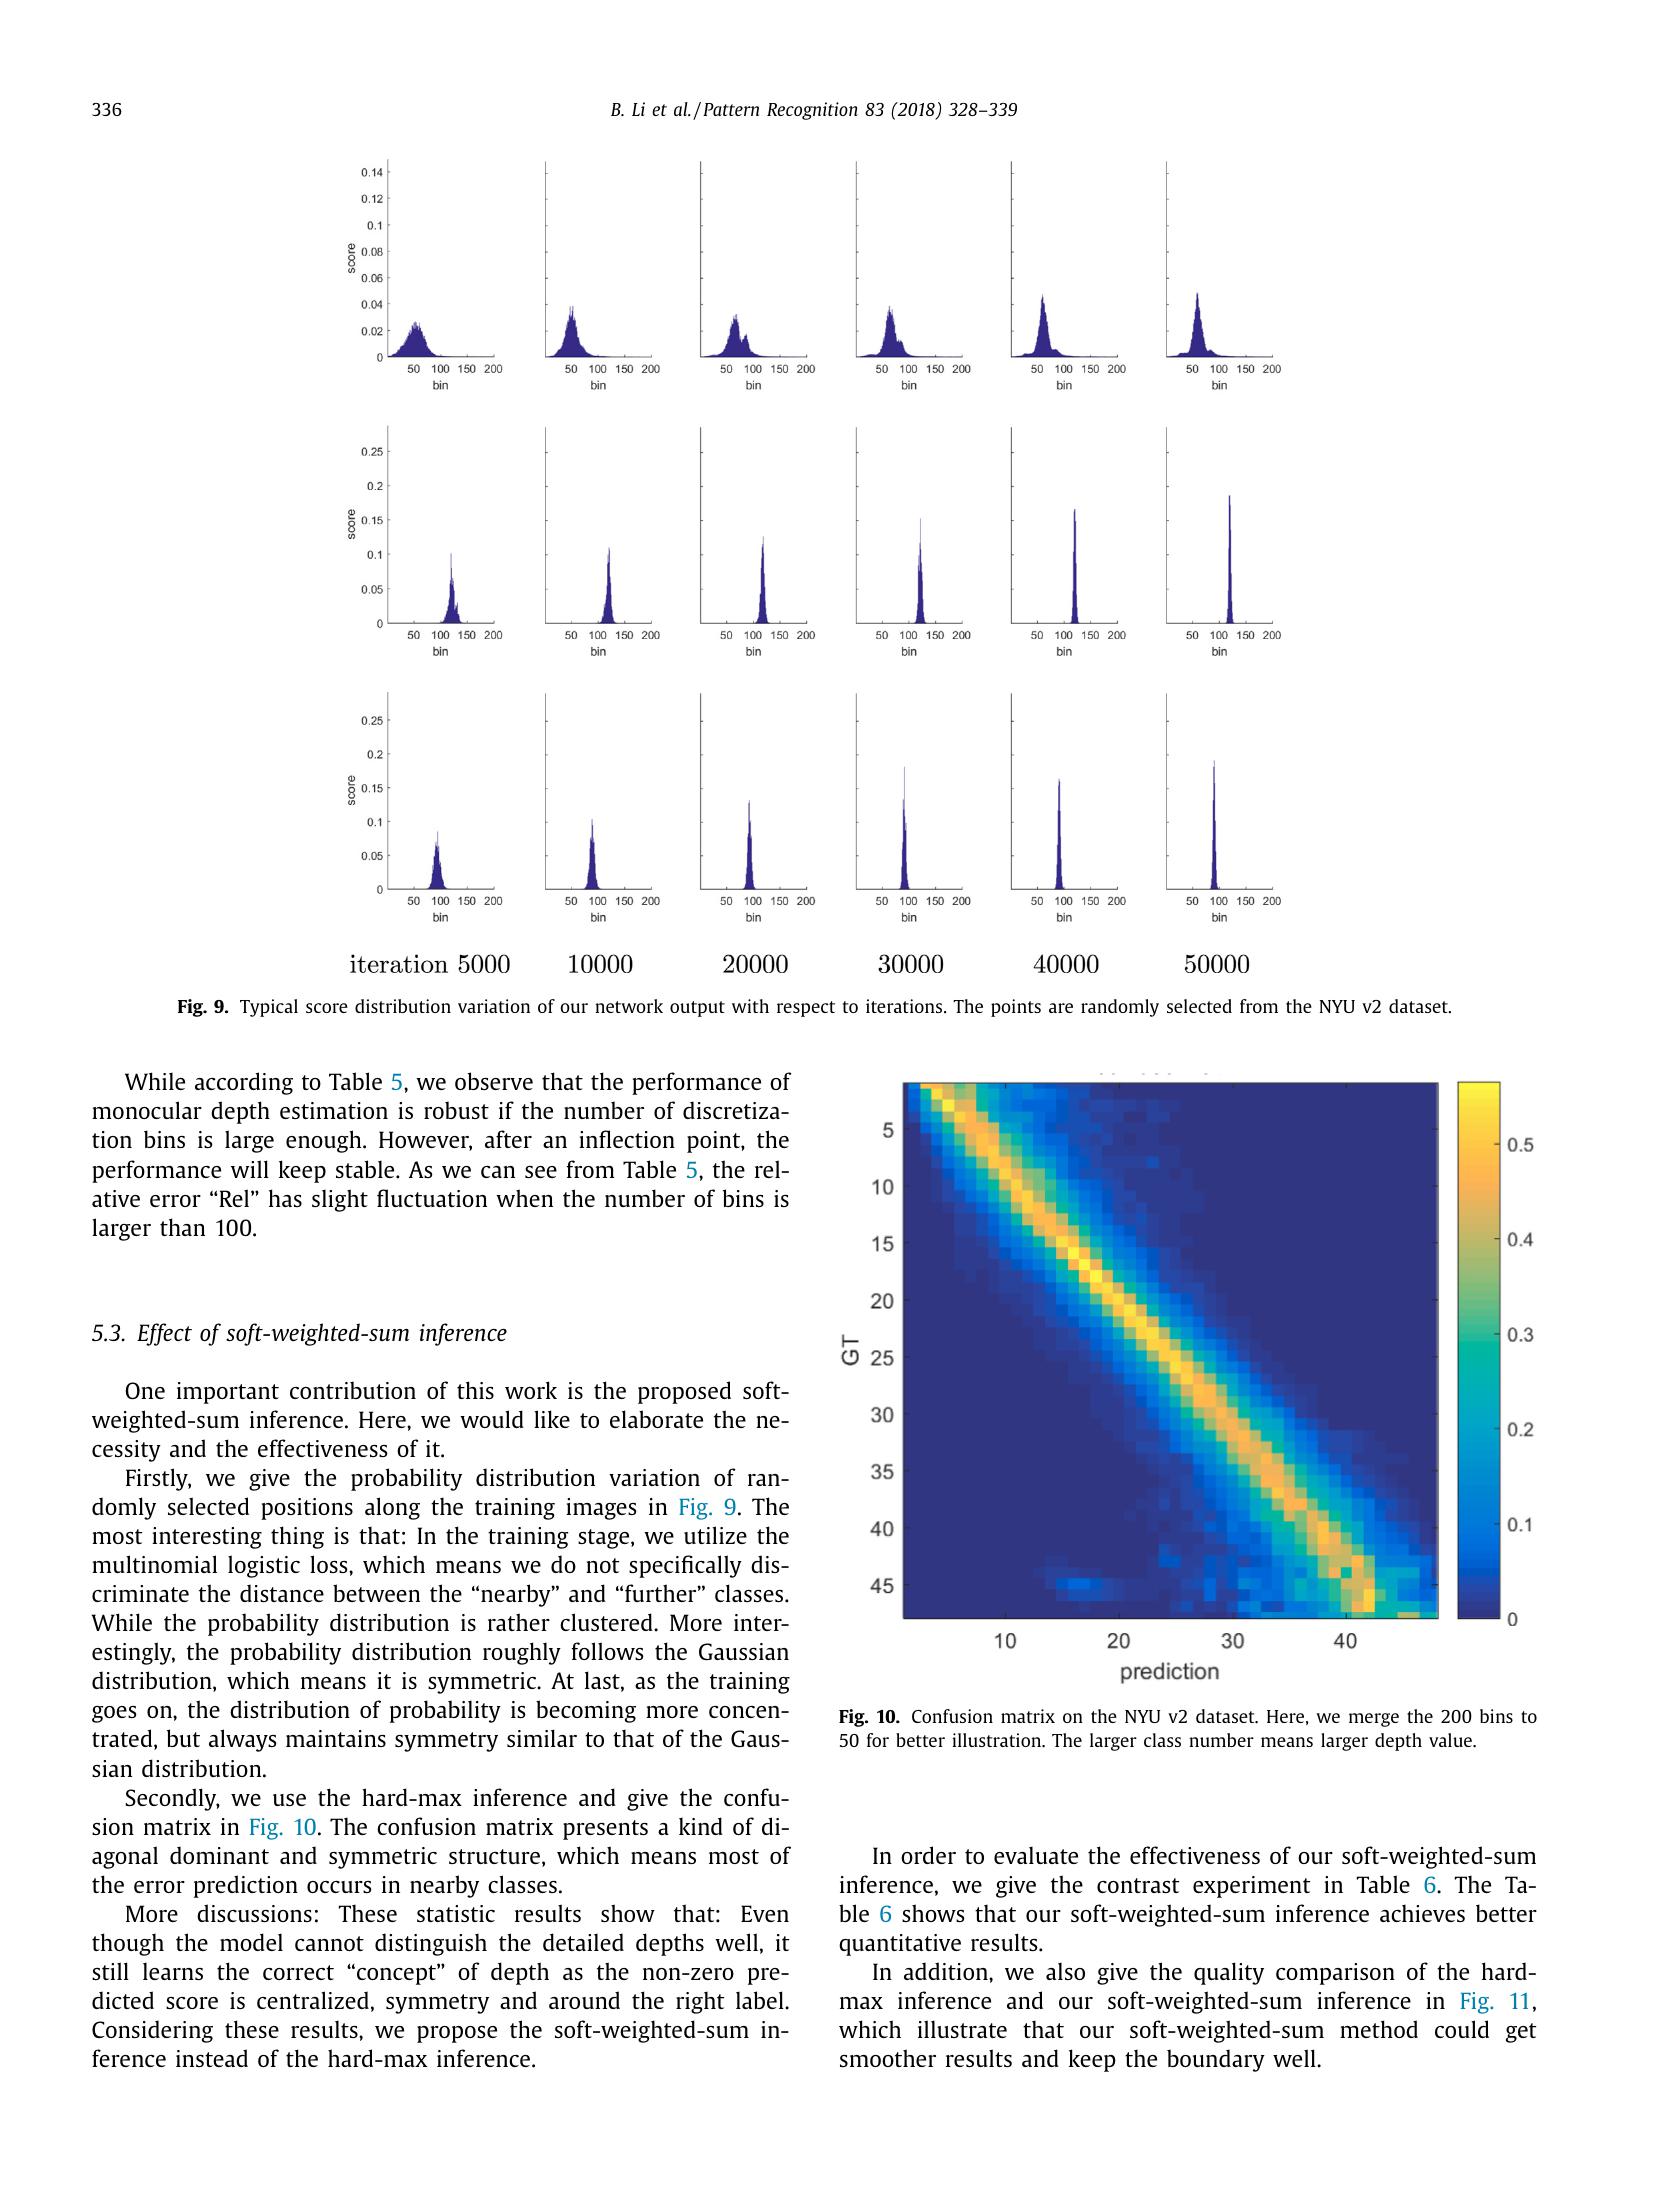 336
B. Li et al. / Pattern Recognition 83 (2018) 328–339
0.14
0.12
0.1
0.08
0.06
0.04
0.02
0
score
50 100 150 200 50 100 150 200 50 100 150 200 50 100 150 200 50 100 150 200 50 100 150 200
bin bin bin bin bin bin
0.25
0.2
0.15
0.1
0.05
0
score
50 100 150 200 50 100 150 200 50 100 150 200 50 100 150 200 50 100 150 200 50 100 150 200
bin bin bin bin bin bin
0.25
0.2
0.15
0.1
0.05
0
score
50 100 150 200 50 100 150 200 50 100 150 200 50 100 150 200 50 100 150 200 50 100 150 200
bin bin bin bin bin bin
iteration 5000 10000 20000 30000 40000 50000
Fig. 9. Typical score distribution variation of our network output with respect to iterations. The points are randomly selected from the NYU v2 dataset.
While according to Table 5, we observe that the performance of
monocular depth estimation is robust if the number of discretiza-
tion bins is large enough. However, after an inflection point, the
performance will keep stable. As we can see from Table 5, the rel-
ative error “Rel” has slight fluctuation when the number of bins is
larger than 100.
5.3. Effect of soft-weighted-sum inference
One important contribution of this work is the proposed soft-
weighted-sum inference. Here, we would like to elaborate the ne-
cessity and the effectiveness of it.
Firstly, we give the probability distribution variation of ran-
domly selected positions along the training images in Fig. 9. The
most interesting thing is that: In the training stage, we utilize the
multinomial logistic loss, which means we do not specifically dis-
criminate the distance between the “nearby” and “further” classes.
While the probability distribution is rather clustered. More inter-
estingly, the probability distribution roughly follows the Gaussian
distribution, which means it is symmetric. At last, as the training
goes on, the distribution of probability is becoming more concen-
trated, but always maintains symmetry similar to that of the Gaus-
sian distribution.
Secondly, we use the hard-max inference and give the confu-
sion matrix in Fig. 10. The confusion matrix presents a kind of di-
agonal dominant and symmetric structure, which means most of
the error prediction occurs in nearby classes.
More discussions: These statistic results show that: Even
though the model cannot distinguish the detailed depths well, it
still learns the correct “concept” of depth as the non-zero pre-
dicted score is centralized, symmetry and around the right label.
Considering these results, we propose the soft-weighted-sum in-
ference instead of the hard-max inference.
5
10
15
20
25
30
35
40
45
GT
10 20 30 40
prediction
0.5
0.4
0.3
0.2
0.1
0
Fig. 10. Confusion matrix on the NYU v2 dataset. Here, we merge the 200 bins to
50 for better illustration. The larger class number means larger depth value.
In order to evaluate the effectiveness of our soft-weighted-sum
inference, we give the contrast experiment in Table 6. The Ta-
ble 6 shows that our soft-weighted-sum inference achieves better
quantitative results.
In addition, we also give the quality comparison of the hard-
max inference and our soft-weighted-sum inference in Fig. 11,
which illustrate that our soft-weighted-sum method could get
smoother results and keep the boundary well.